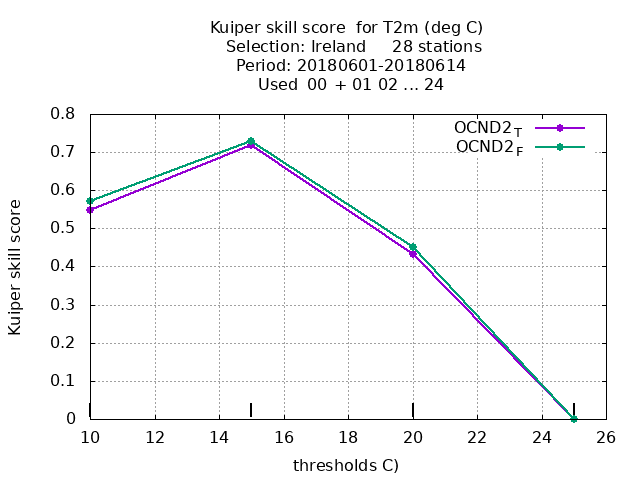 Kuiper skill score  for T2m (deg C)
Selection: Ireland     28 stations
Period: 20180601-20180614
Used  00 + 01 02 ... 24
OCND2_T
OCND2_F
0.8
0.7
0.6
0.5
0.4
0.3
0.2
0.1
0
Kuiper skill score
10 12 14 16 18 20 22 24 26
thresholds C)